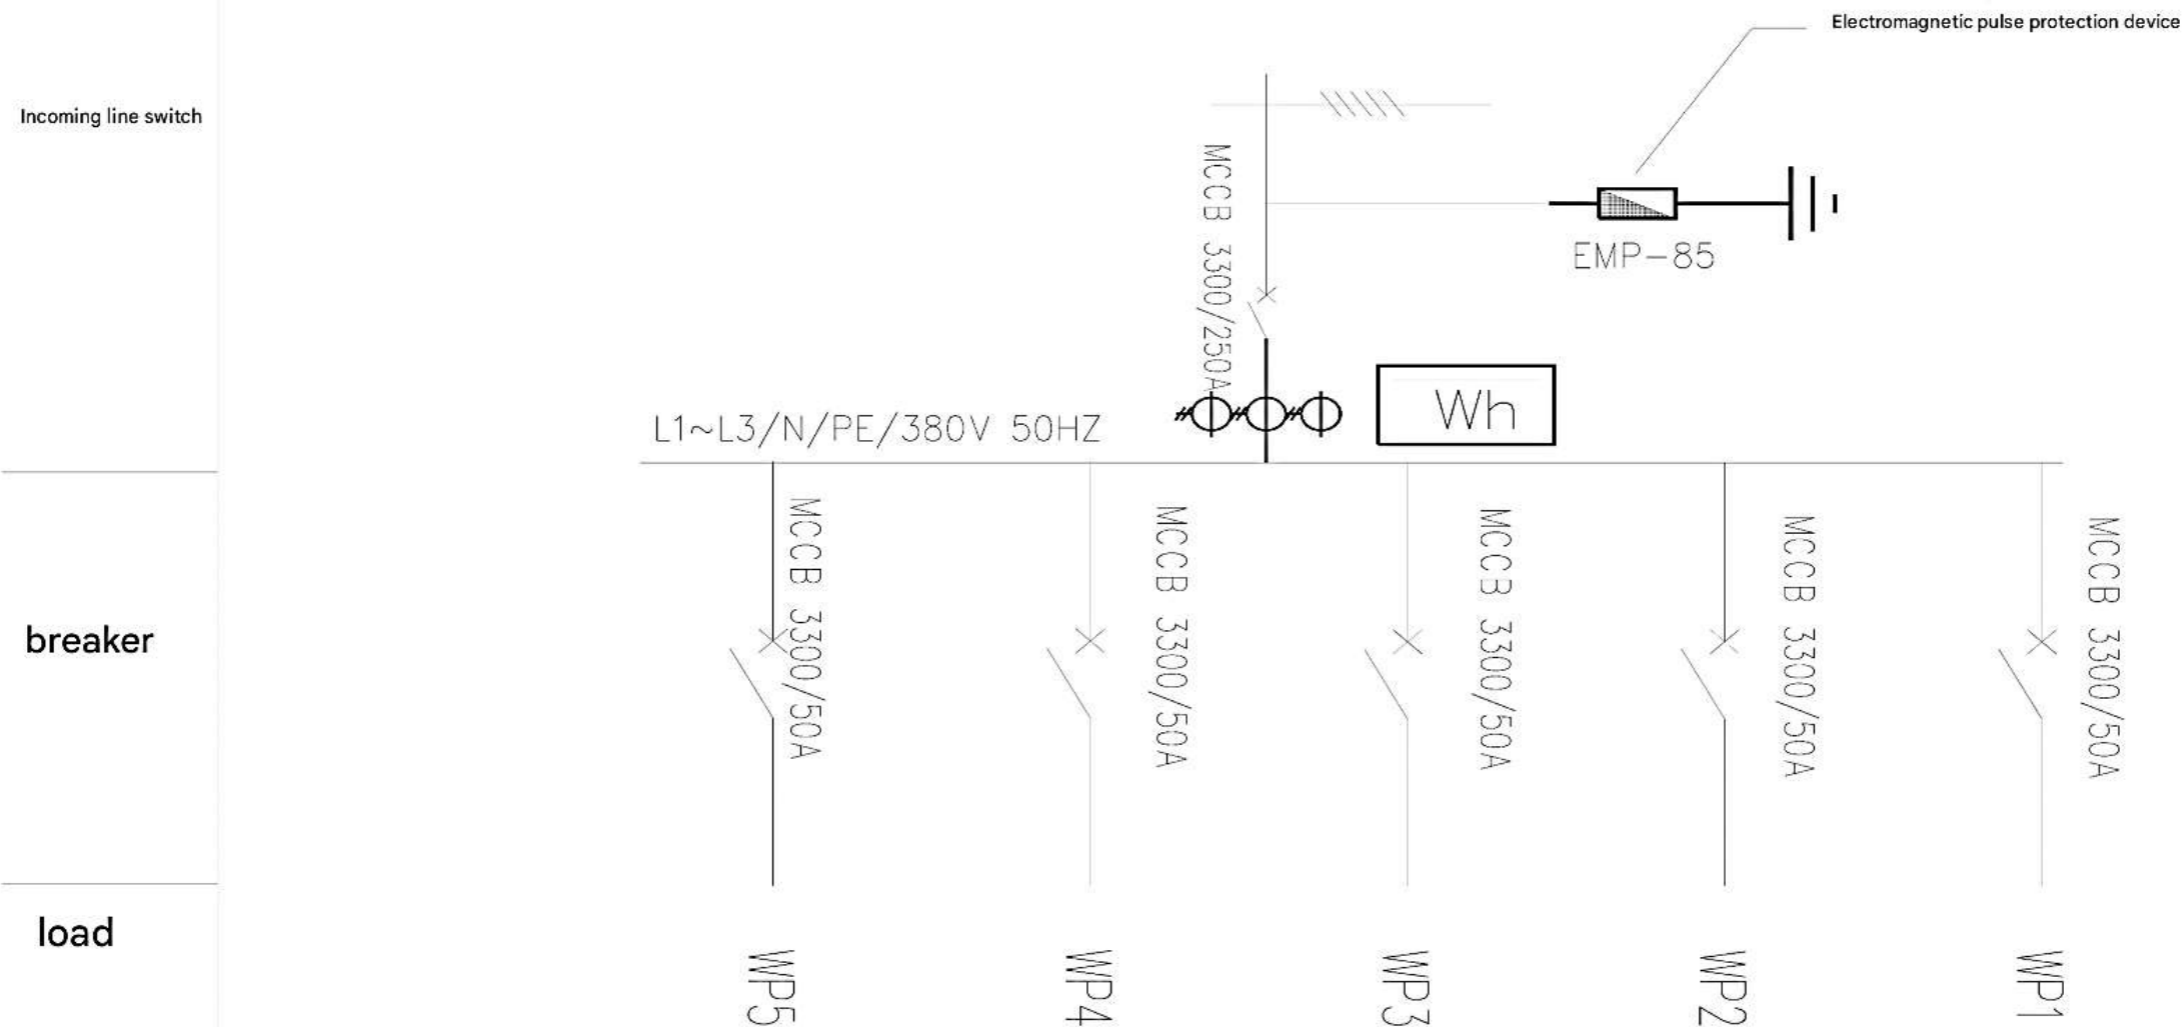 Electromagnetic pulse protection device
Incoming line switch
MCCB 3300/250A
EMP-85
Wh
L1~L3/N/PE/380V 50HZ
breaker
MCCB 3300/50A
MCCB 3300/50A
MCCB 3300/50A
MCCB 3300/50A
MCCB 3300/50A
load
WP5
WP4
WP3
WP2
WP1